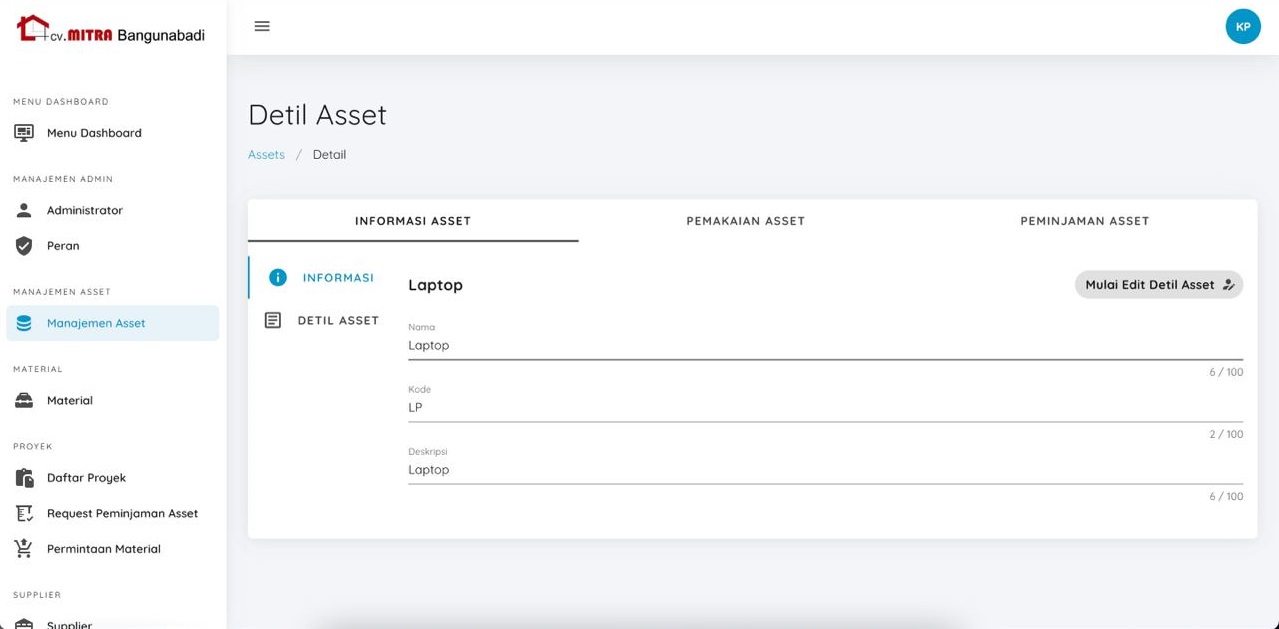 cv.MITRA Bangunabadi
KP
MENU DASHBOARD
Menu Dashboard
MANAJEMEN ADMIN
Administrator
Peran
MANAJEMEN ASSET
Manajemen Asset
MATERIAL
Material
PROYEK
Daftar Proyek
Request Peminjaman Asset
Permintaan Material
SUPPLIER
Supplier
Detil Asset
Assets / Detail
INFORMASI ASSET PEMAKAIAN ASSET PEMINJAMAN ASSET
INFORMASI
DETIL ASSET
Laptop
Mulai Edit Detil Asset
Nama
Laptop
6 / 100
Kode
LP
2 / 100
Deskripsi
Laptop
6 / 100